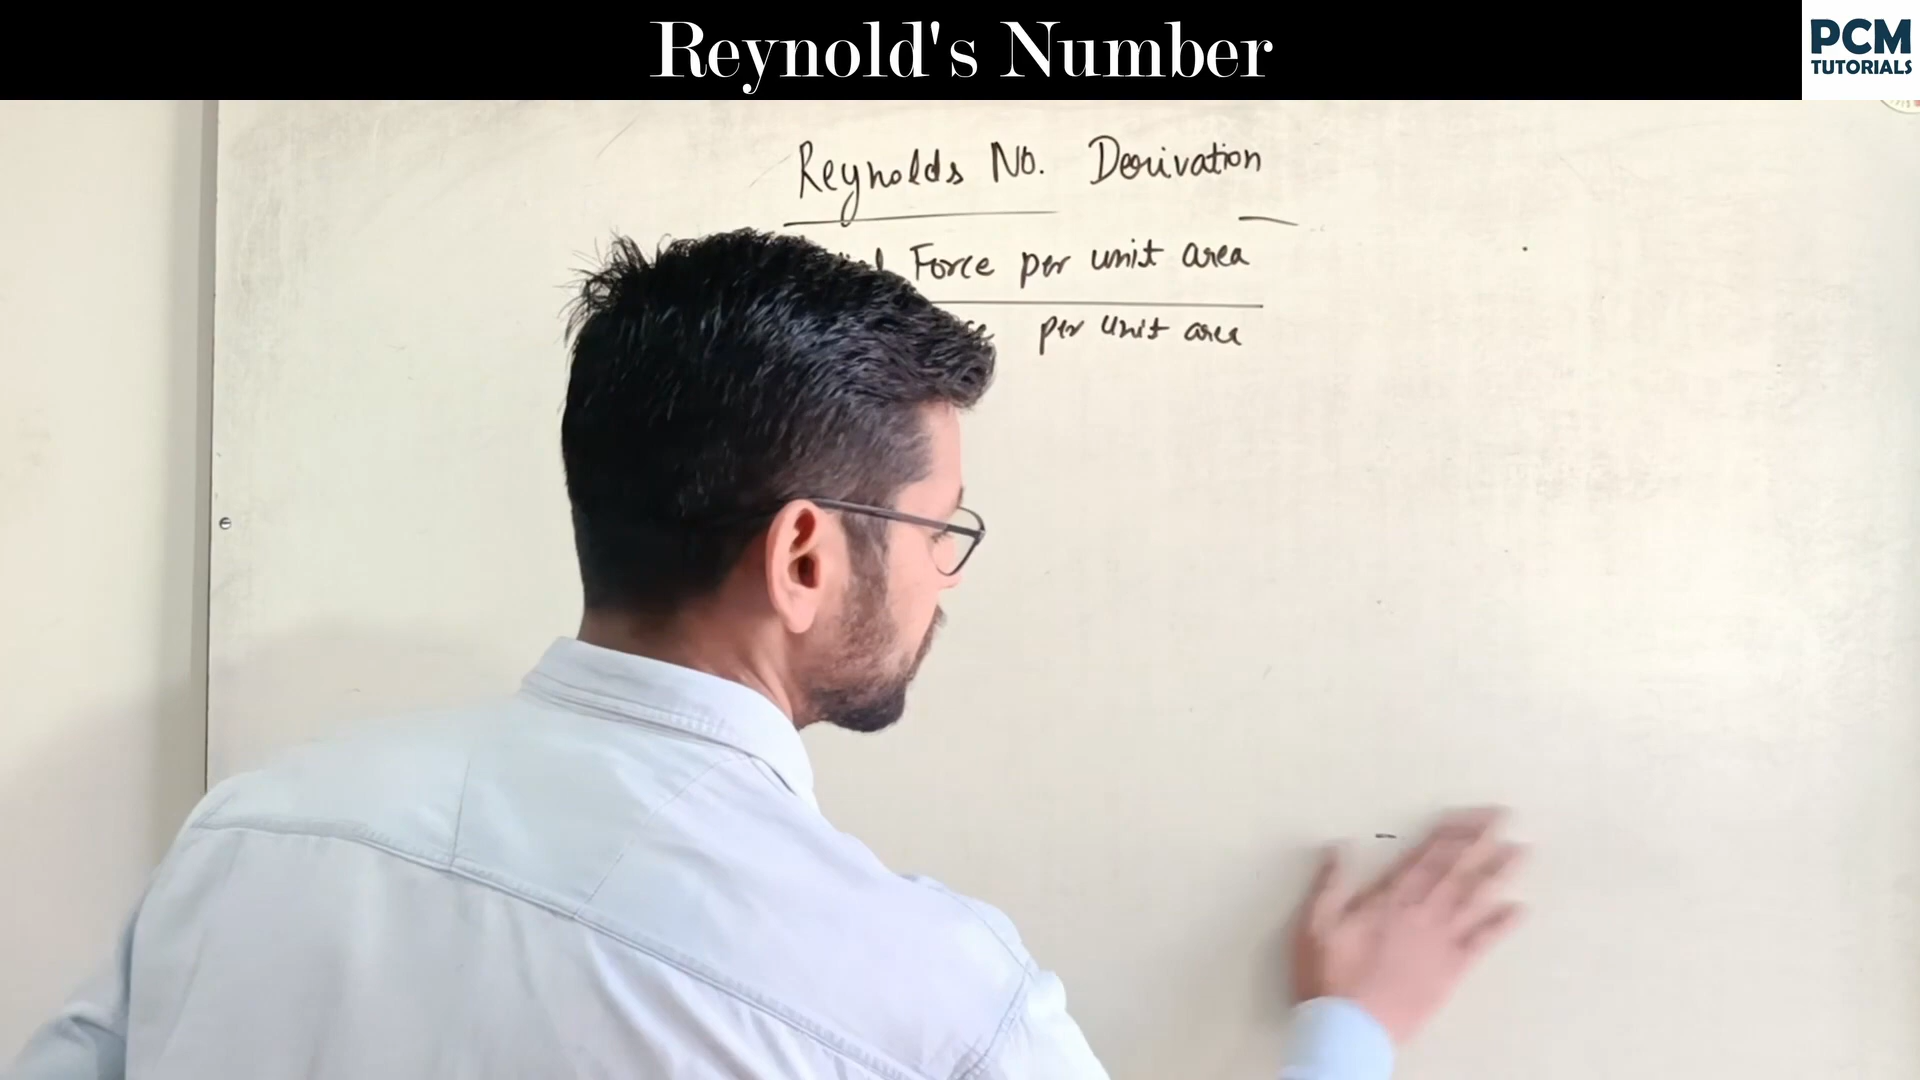 Reynold's Number
PCM
TUTORIALS
Reynolds No. Derivation
Force per unit area
per unit area